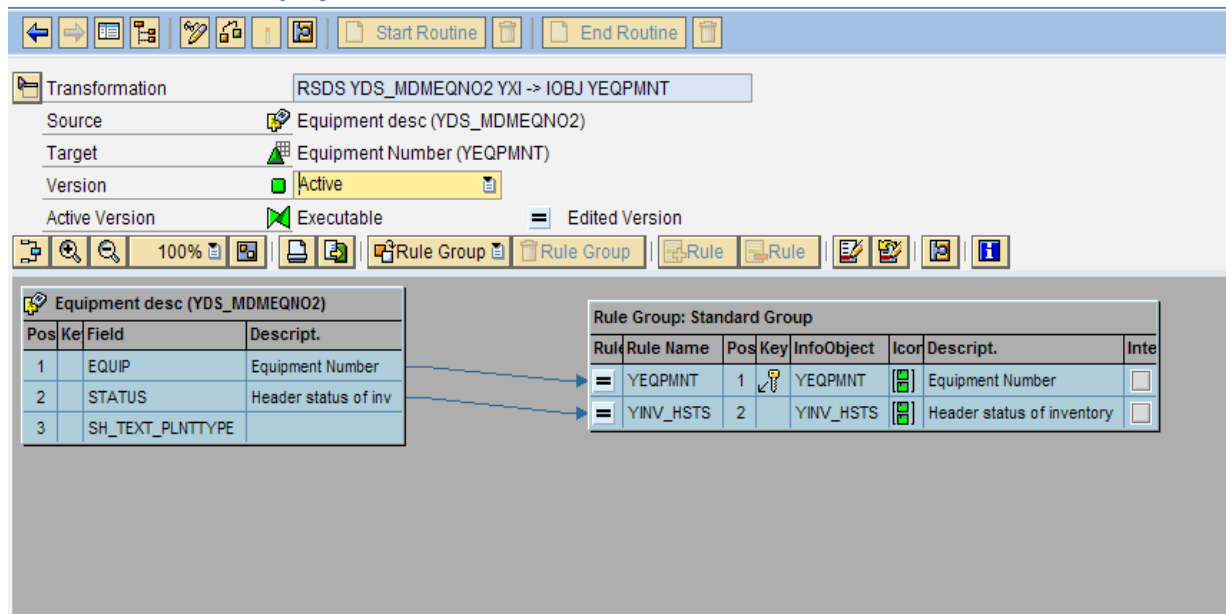 Start Routine End Routine
Transformation RSDS YDS_MDMEQNO2 YXI -> IOBJ YEQPMNT
Source Equipment desc (YDS_MDMEQNO2)
Target Equipment Number (YEQPMNT)
Version Active
Active Version Executable = Edited Version
100% Rule Group Rule Group Rule Rule
Equipment desc (YDS_MDMEQNO2)
Pos Ke Field Descript.
1 EQUIP Equipment Number
2 STATUS Header status of inv
3 SH_TEXT_PLNTTYPE
Rule Group: Standard Group
Rule Rule Name Pos Key InfoObject Icon Descript. Inte
= YEQPMNT 1 YEQPMNT Equipment Number
= YINV_HSTS 2 YINV_HSTS Header status of inventory